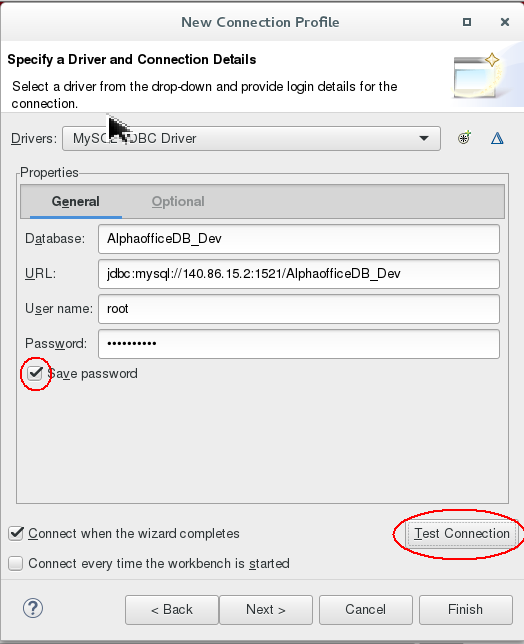 New Connection Profile
Specify a Driver and Connection Details
Select a driver from the drop-down and provide login details for the
connection.
Drivers: Driver
Properties
General Optional
Database: AlphaofficeDB_Dev
URL: jdbc:mysql://140.86.15.2:1521/AlphaofficeDB_Dev
User name: root
Password: ••••••••••
Save password
Connect when the wizard completes
Test Connection
Connect every time the workbench is started
? < Back Next > Cancel Finish